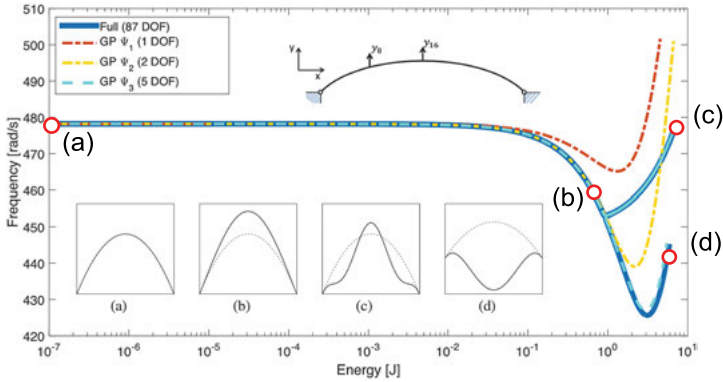 Full (87 DOF)
GP Ψ₁ (1 DOF)
GP Ψ₂ (2 DOF)
GP Ψ₃ (5 DOF)
y
x
y₈
y₁₆
510
500
490
480
470
460
450
440
430
420
Frequency [rad/s]
(a)
(b)
(c)
(d)
(a)
(b)
(c)
(d)
10⁻⁷
10⁻⁶
10⁻⁵
10⁻⁴
10⁻³
10⁻²
10⁻¹
10⁰
10¹
Energy [J]